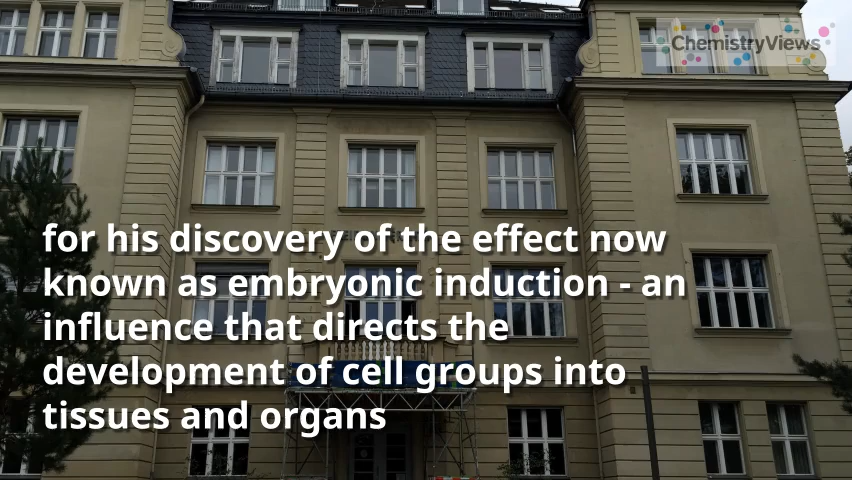 ChemistryViews
for his discovery of the effect now
known as embryonic induction - an
influence that directs the
development of cell groups into
tissues and organs